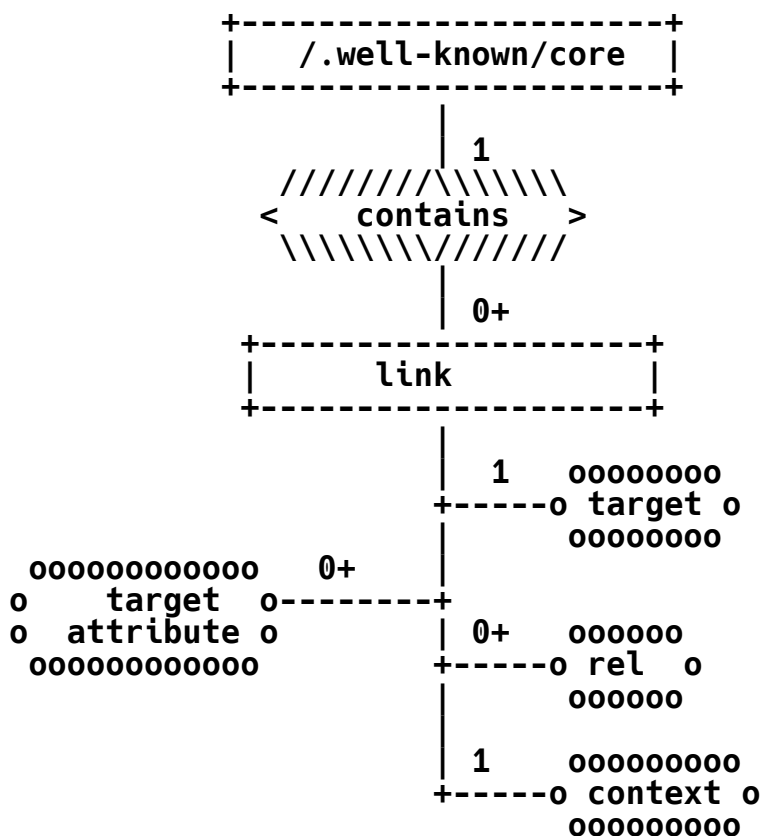 /.well-known/core
1
contains
0+
link
1
target
0+
target
attribute
0+
rel
1
context